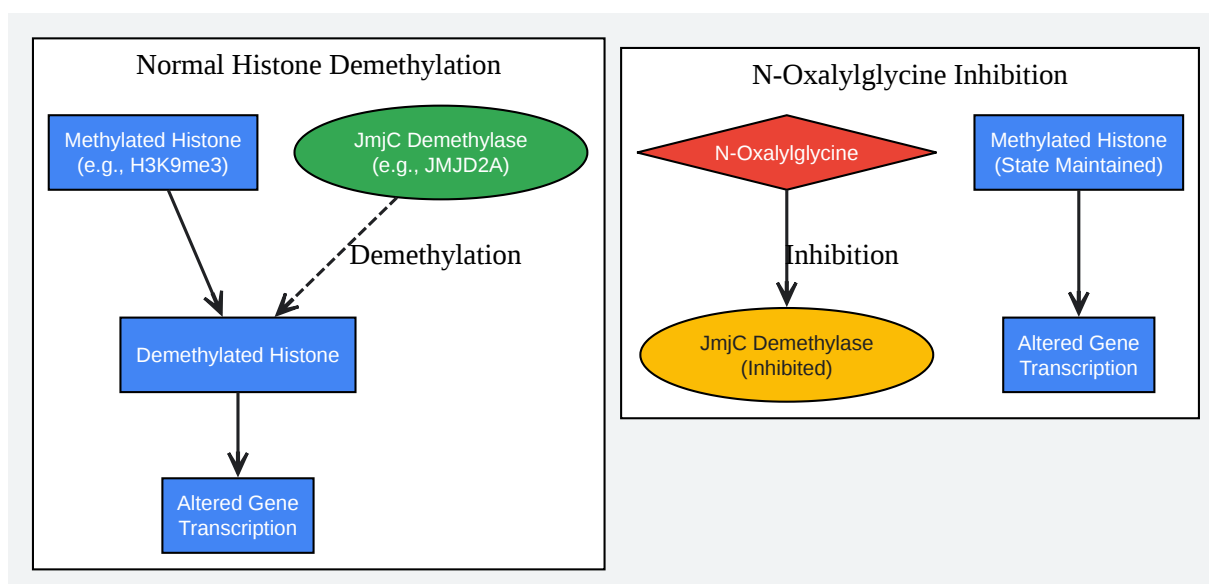 Normal Histone Demethylation
Methylated Histone
(e.g., H3K9me3)
JmjC Demethylase
(e.g., JMJD2A)
Demethylation
Demethylated Histone
Altered Gene
Transcription
N-Oxalylglycine Inhibition
N-Oxalylglycine
Methylated Histone
(State Maintained)
Inhibition
JmjC Demethylase
(Inhibited)
Altered Gene
Transcription